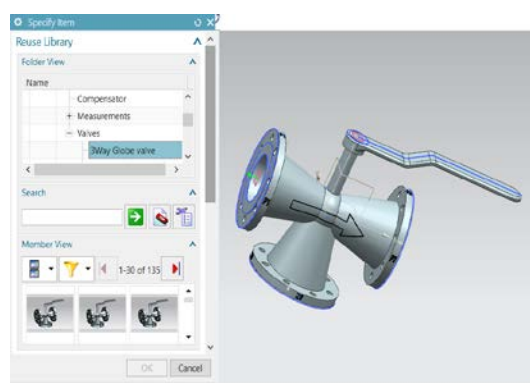 Specify Item
Reuse Library
Folder View
Name
Compensator
Measurements
Valves
3Way Globe valve
Search
Member View
1-30 of 135
OK
Cancel